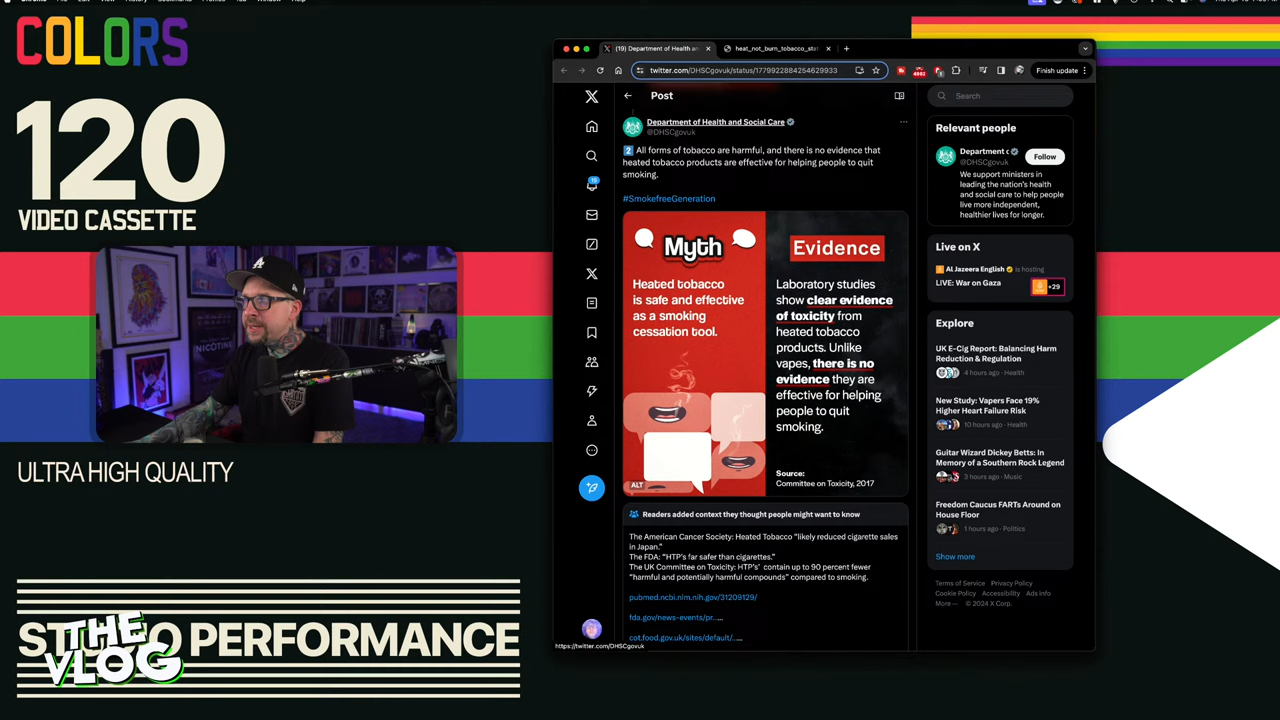 COLORS
120
VIDEO CASSETTE
ULTRA HIGH QUALITY
PERFORMANCE
THE
VLOG
NICOTINE
(19) Department of Health an
heat_not_burn_tobacco_stat
twitter.com/DHSCgovuk/status/1779922884254629933
Finish update
Post
Department of Health and Social Care
@DHSCgovuk
2 All forms of tobacco are harmful, and there is no evidence that
heated tobacco products are effective for helping people to quit
smoking.
#SmokefreeGeneration
Myth
Heated tobacco
is safe and effective
as a smoking
cessation tool.
ALT
Evidence
Laboratory studies
show clear evidence
of toxicity from
heated tobacco
products. Unlike
vapes, there is no
evidence they are
effective for helping
people to quit
smoking.
Source:
Committee on Toxicity, 2017
Readers added context they thought people might want to know
The American Cancer Society: Heated Tobacco "likely reduced cigarette sales
in Japan."
The FDA: "HTP's far safer than cigarettes."
The UK Committee on Toxicity: HTP's' contain up to 90 percent fewer
"harmful and potentially harmful compounds" compared to smoking.
pubmed.ncbi.nlm.nih.gov/31209129/
fda.gov/news-events/pr...…
cot.food.gov.uk/sites/default/...…
https://twitter.com/DHSCgovuk
19
Search
Relevant people
Department c
@DHSCgovuk
Follow
We support ministers in
leading the nation's health
and social care to help people
live more independent,
healthier lives for longer.
Live on X
Al Jazeera English is hosting
LIVE: War on Gaza
+29
Explore
UK E-Cig Report: Balancing Harm
Reduction & Regulation
4 hours ago · Health
New Study: Vapers Face 19%
Higher Heart Failure Risk
10 hours ago · Health
Guitar Wizard Dickey Betts: In
Memory of a Southern Rock Legend
3 hours ago · Music
Freedom Caucus FARTs Around on
House Floor
1 hours ago · Politics
Show more
Terms of Service Privacy Policy
Cookie Policy Accessibility Ads info
More ··· © 2024 X Corp.